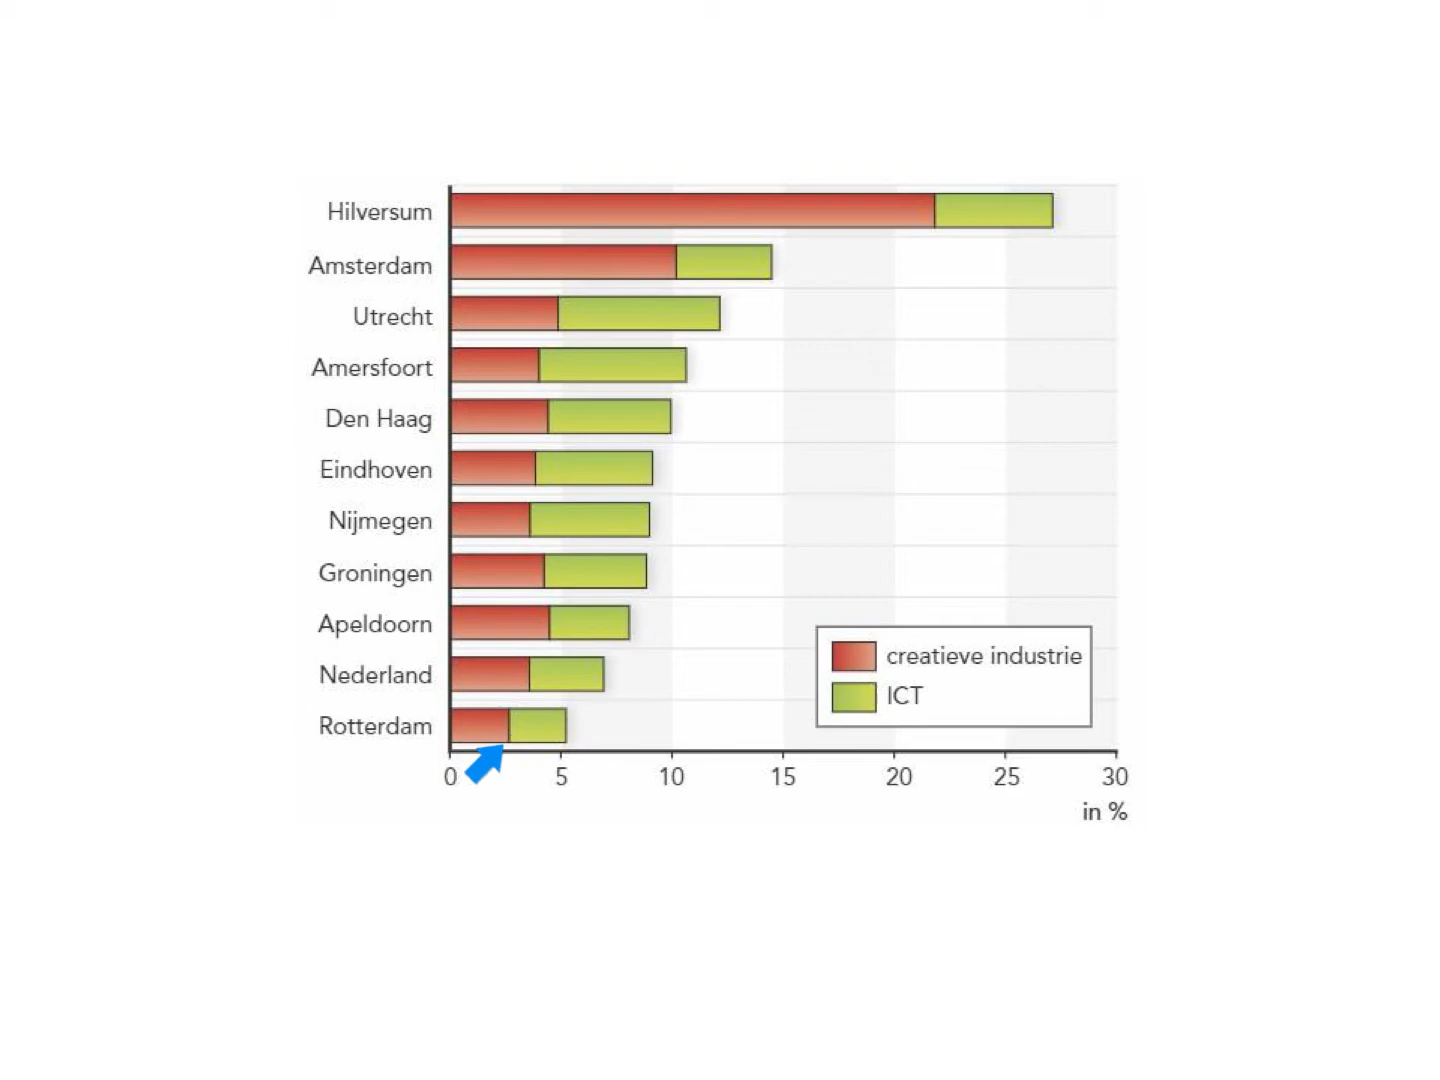 Hilversum
Amsterdam
Utrecht
Amersfoort
Den Haag
Eindhoven
Nijmegen
Groningen
Apeldoorn
Nederland
Rotterdam
creatieve industrie
ICT
0 5 10 15 20 25 30
in %